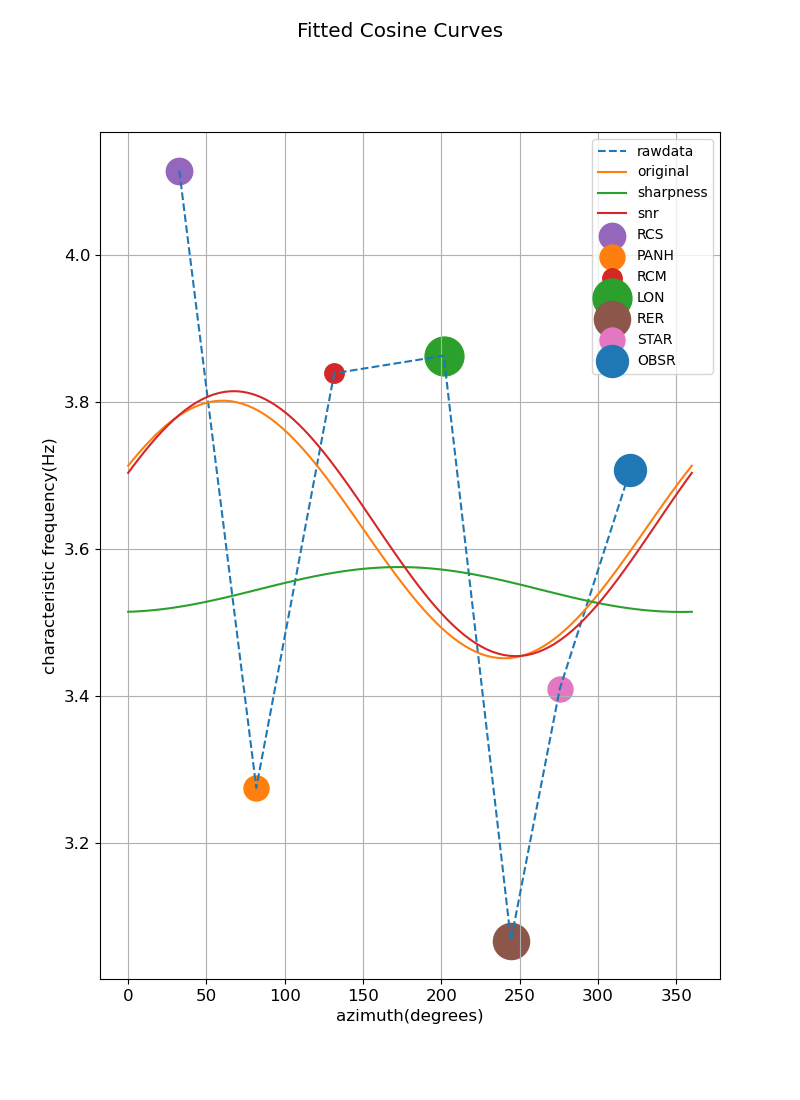 Fitted Cosine Curves
rawdata
original
sharpness
snr
RCS
PANH
RCM
LON
RER
STAR
OBSR
characteristic frequency(Hz)
4.0
3.8
3.6
3.4
3.2
0 50 100 150 200 250 300 350
azimuth(degrees)